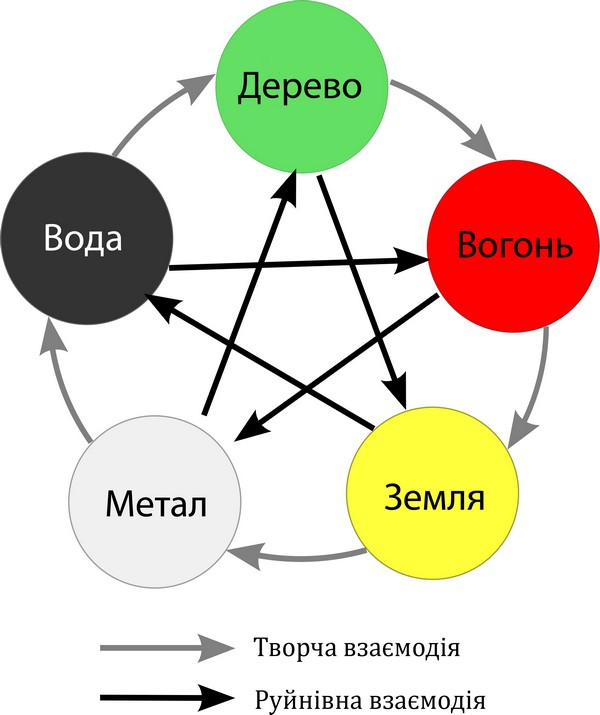 Дерево
Вода
Вогонь
Метал
Земля
Творча взаємодія
Руйнівна взаємодія